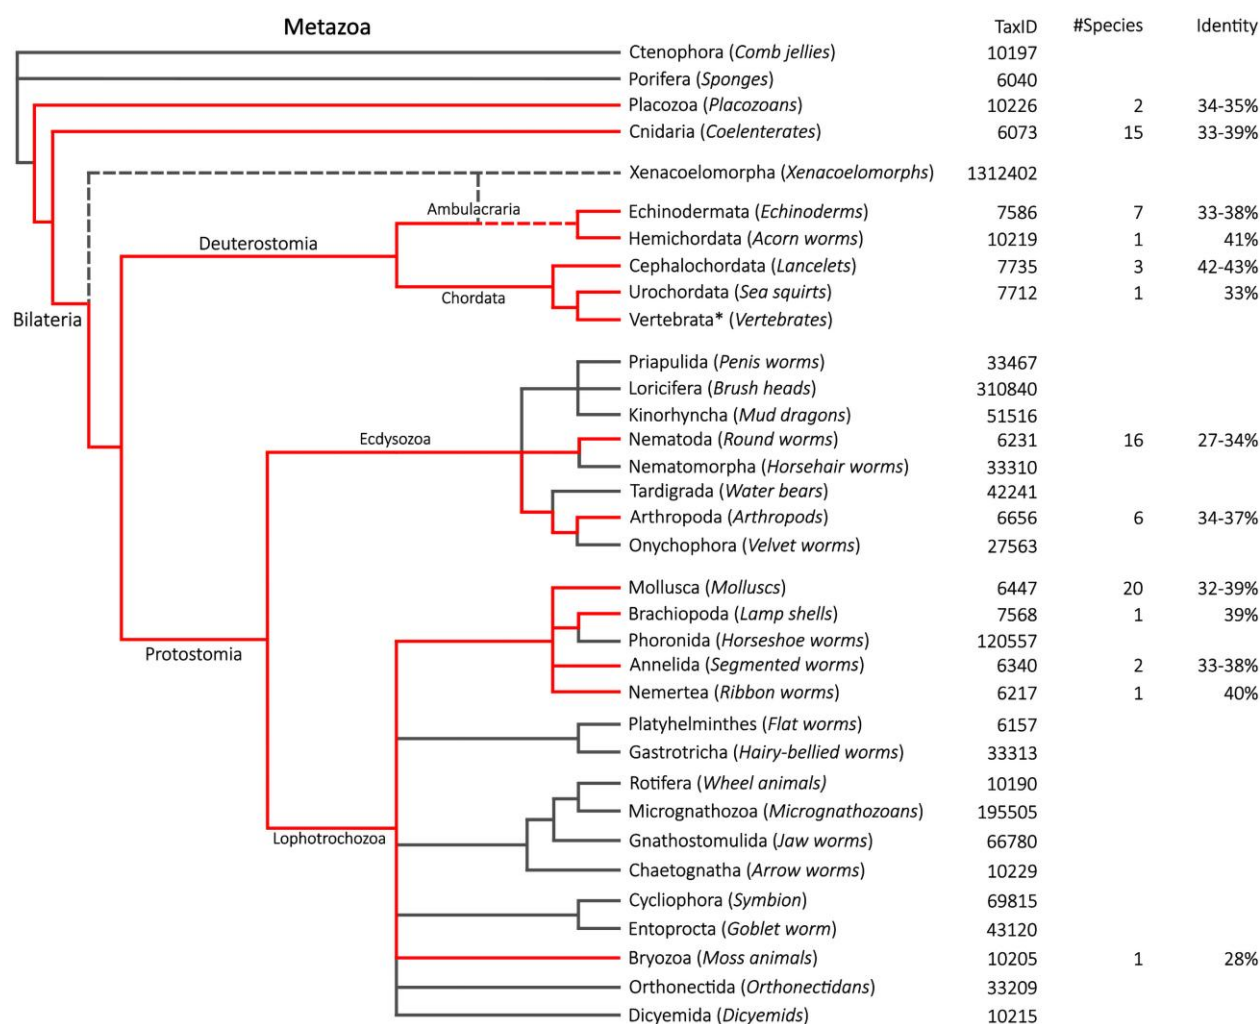 Metazoa TaxID #Species Identity
Ctenophora (Comb jellies) 10197
Porifera (Sponges) 6040
Placozoa (Placozoans) 10226 2 34-35%
Cnidaria (Coelenterates) 6073 15 33-39%
Xenacoelomorpha (Xenacoelomorphs) 1312402
Ambulacraria
Echinodermata (Echinoderms) 7586 7 33-38%
Deuterostomia
Hemichordata (Acorn worms) 10219 1 41%
Cephalochordata (Lancelets) 7735 3 42-43%
Chordata
Urochordata (Sea squirts) 7712 1 33%
Bilateria
Vertebrata* (Vertebrates)
Priapulida (Penis worms) 33467
Loricifera (Brush heads) 310840
Kinorhyncha (Mud dragons) 51516
Ecdysozoa
Nematoda (Round worms) 6231 16 27-34%
Nematomorpha (Horsehair worms) 33310
Tardigrada (Water bears) 42241
Arthropoda (Arthropods) 6656 6 34-37%
Onychophora (Velvet worms) 27563
Mollusca (Molluscs) 6447 20 32-39%
Brachiopoda (Lamp shells) 7568 1 39%
Phoronida (Horseshoe worms) 120557
Protostomia
Annelida (Segmented worms) 6340 2 33-38%
Nemertea (Ribbon worms) 6217 1 40%
Platyhelminthes (Flat worms) 6157
Gastrotricha (Hairy-bellied worms) 33313
Rotifera (Wheel animals) 10190
Micrognathozoa (Micrognathozoans) 195505
Lophotrochozoa
Gnathostomulida (Jaw worms) 66780
Chaetognatha (Arrow worms) 10229
Cycliophora (Symbion) 69815
Entoprocta (Goblet worm) 43120
Bryozoa (Moss animals) 10205 1 28%
Orthonectida (Orthonectidans) 33209
Dicyemida (Dicyemids) 10215